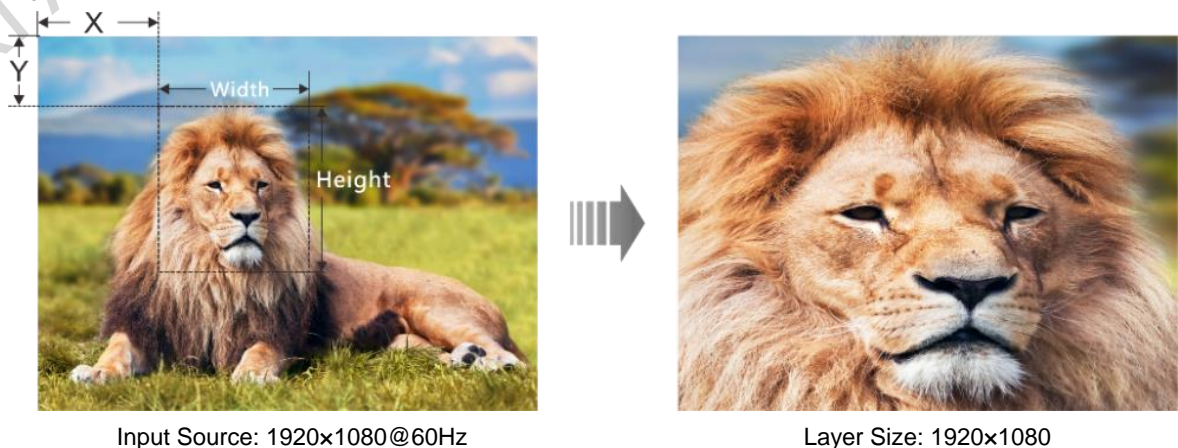 X
Y
Width
Height
Input Source: 1920×1080@60Hz
Layer Size: 1920×1080